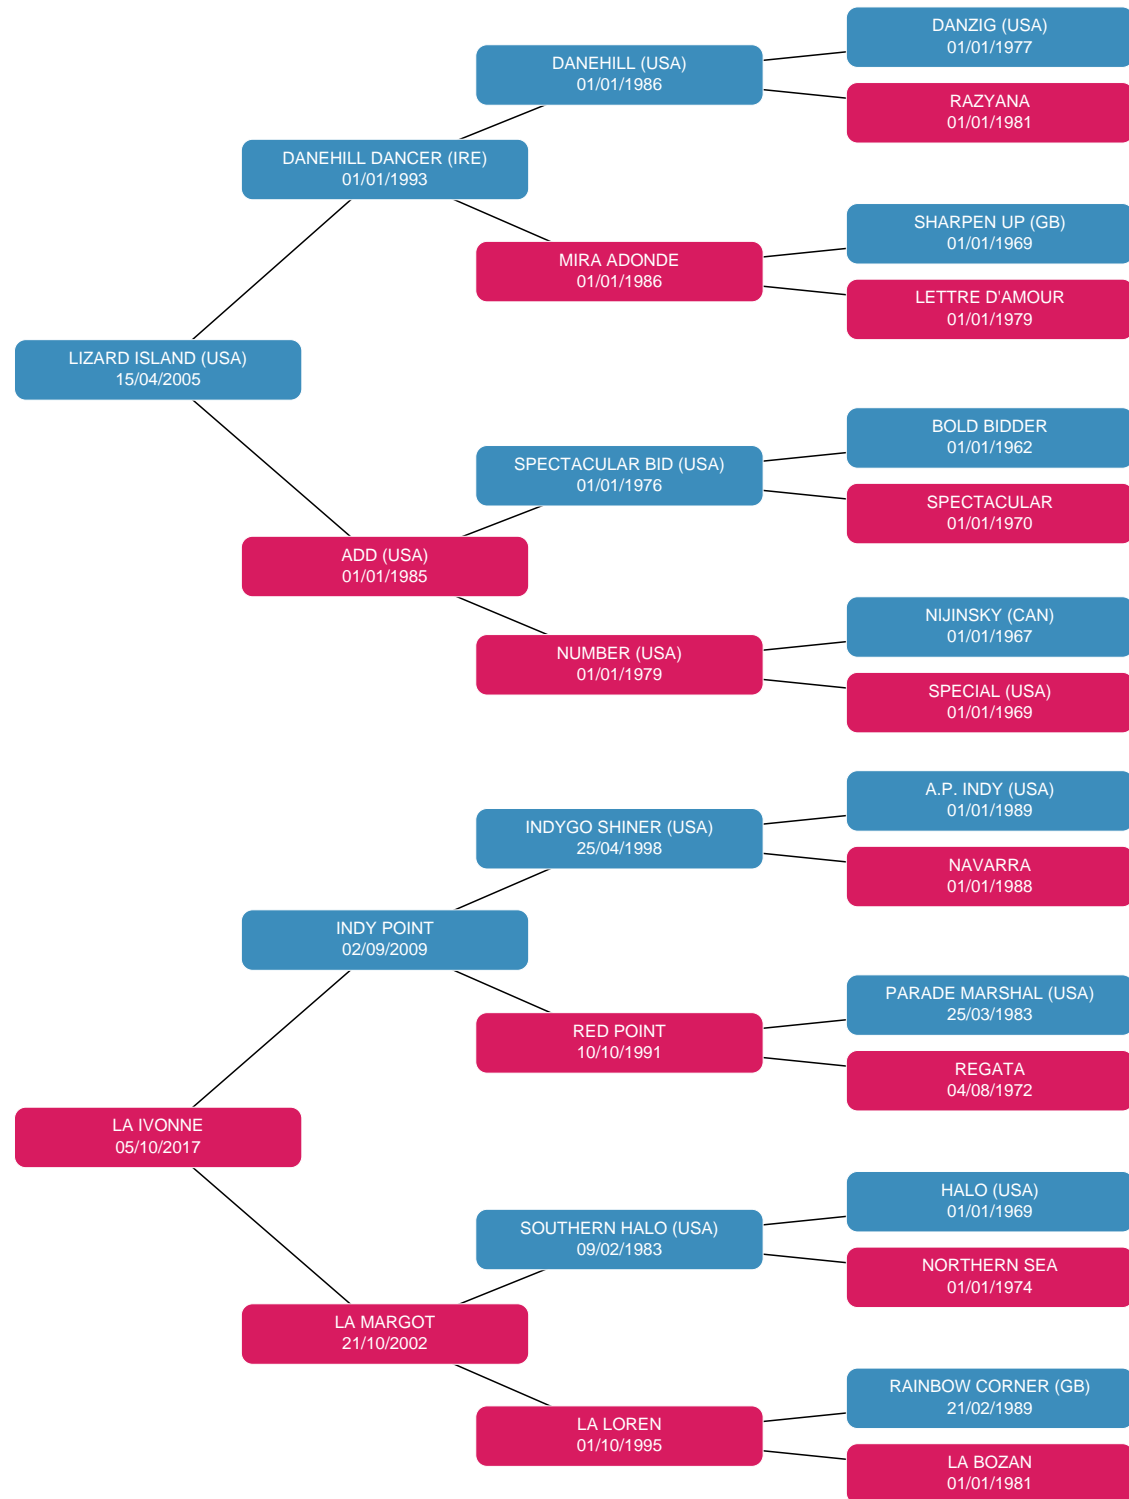 DANZIG (USA)
01/01/1977
DANEHILL (USA)
01/01/1986
RAZYANA
01/01/1981
DANEHILL DANCER (IRE)
01/01/1993
SHARPEN UP (GB)
01/01/1969
MIRA ADONDE
01/01/1986
LETTRE D'AMOUR
01/01/1979
LIZARD ISLAND (USA)
15/04/2005
BOLD BIDDER
01/01/1962
SPECTACULAR BID (USA)
01/01/1976
SPECTACULAR
01/01/1970
ADD (USA)
01/01/1985
NIJINSKY (CAN)
01/01/1967
NUMBER (USA)
01/01/1979
SPECIAL (USA)
01/01/1969
A.P. INDY (USA)
01/01/1989
INDYGO SHINER (USA)
25/04/1998
NAVARRA
01/01/1988
INDY POINT
02/09/2009
PARADE MARSHAL (USA)
25/03/1983
RED POINT
10/10/1991
REGATA
04/08/1972
LA IVONNE
05/10/2017
HALO (USA)
01/01/1969
SOUTHERN HALO (USA)
09/02/1983
NORTHERN SEA
01/01/1974
LA MARGOT
21/10/2002
RAINBOW CORNER (GB)
21/02/1989
LA LOREN
01/10/1995
LA BOZAN
01/01/1981